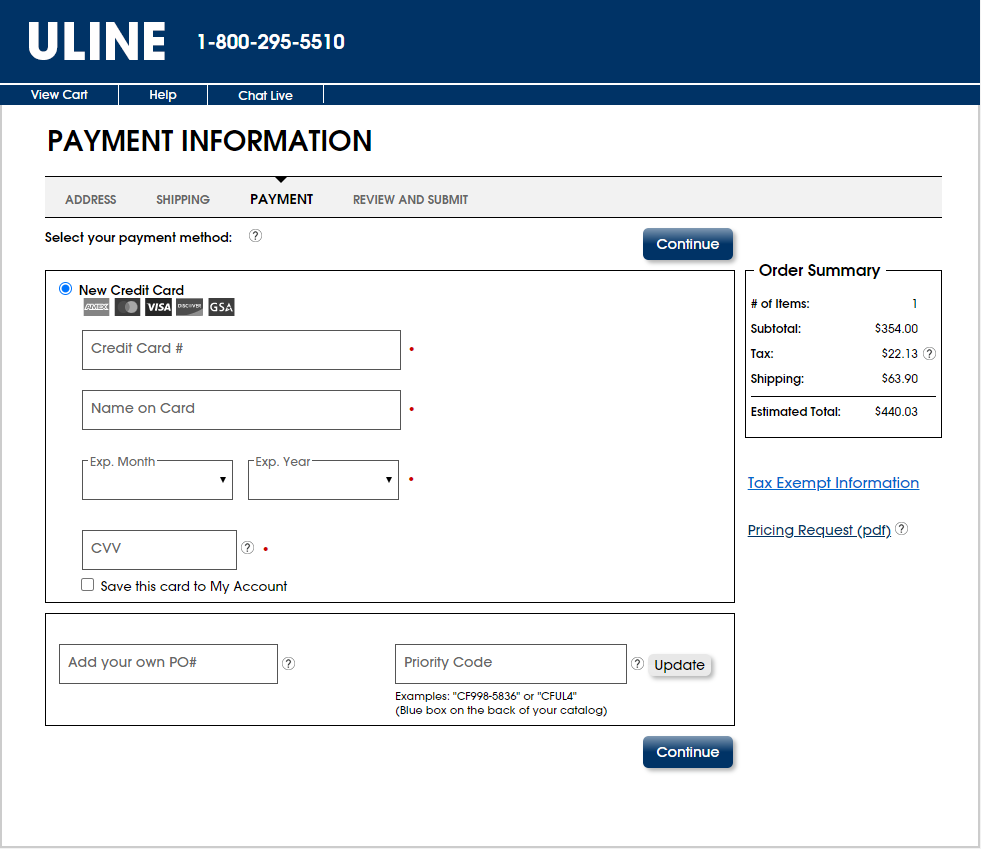 ULINE 1-800-295-5510
View Cart Help Chat Live
PAYMENT INFORMATION
ADDRESS SHIPPING PAYMENT REVIEW AND SUBMIT
Select your payment method: ?
Continue
New Credit Card
AMEX VISA DISCOVER GSA
Credit Card #
Name on Card
Exp. Month Exp. Year
CVV ?
Save this card to My Account
Add your own PO# ?
Priority Code ? Update
Examples: "CF998-5836" or "CFUL4"
(Blue box on the back of your catalog)
Continue
Order Summary
# of Items: 1
Subtotal: $354.00
Tax: $22.13 ?
Shipping: $63.90
Estimated Total: $440.03
Tax Exempt Information
Pricing Request (pdf) ?